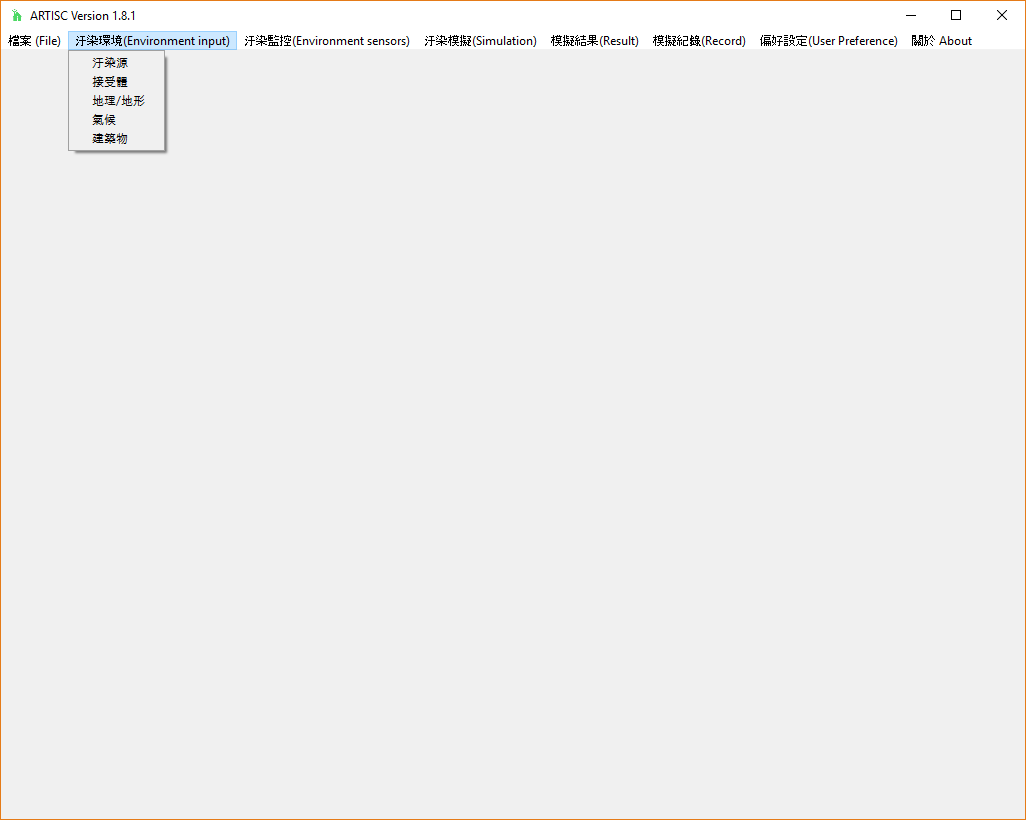 ARTISC Version 1.8.1
檔案 (File) 汙染環境(Environment input) 汙染監控(Environment sensors) 汙染模擬(Simulation) 模擬結果(Result) 模擬紀錄(Record) 偏好設定(User Preference) 關於 About
汙染源
接受體
地理/地形
氣候
建築物